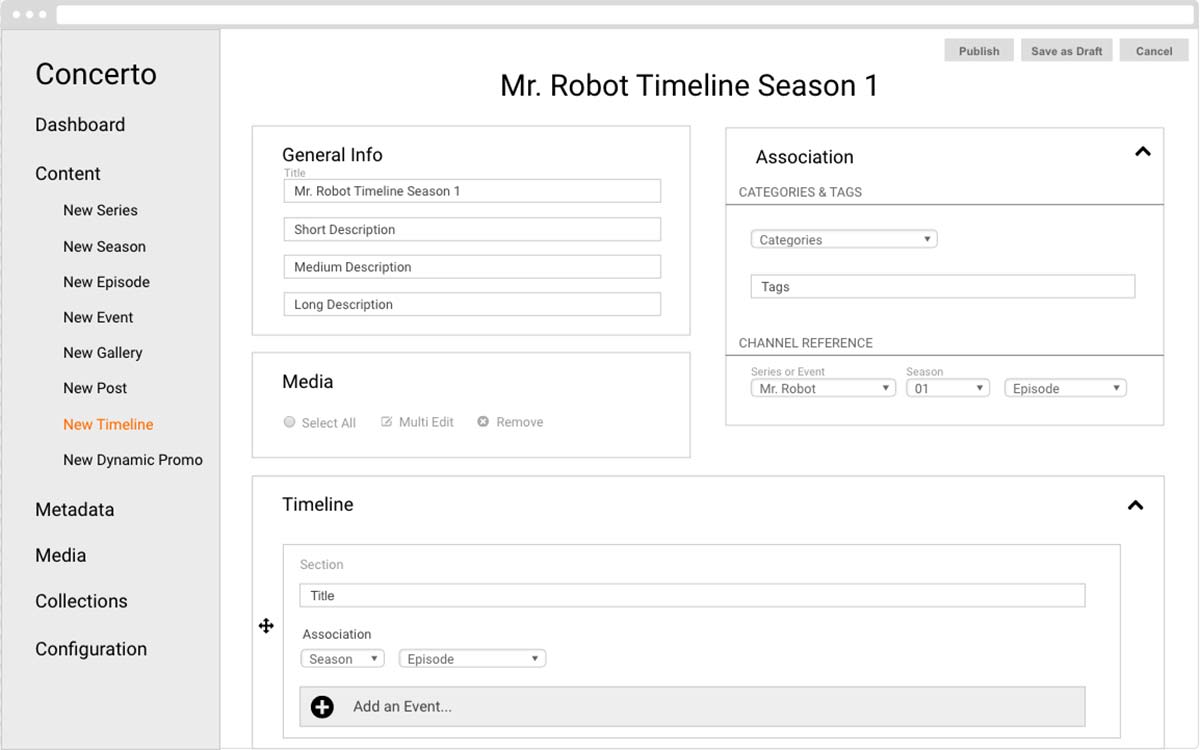 Concerto
Dashboard
Content
New Series
New Season
New Episode
New Event
New Gallery
New Post
New Timeline
New Dynamic Promo
Metadata
Media
Collections
Configuration
Publish Save as Draft Cancel
Mr. Robot Timeline Season 1
General Info
Title
Mr. Robot Timeline Season 1
Short Description
Medium Description
Long Description
Media
Select All Multi Edit Remove
Association
CATEGORIES & TAGS
Categories
Tags
CHANNEL REFERENCE
Series or Event Season
Mr. Robot 01 Episode
Timeline
Section
Title
Association
Season Episode
Add an Event...